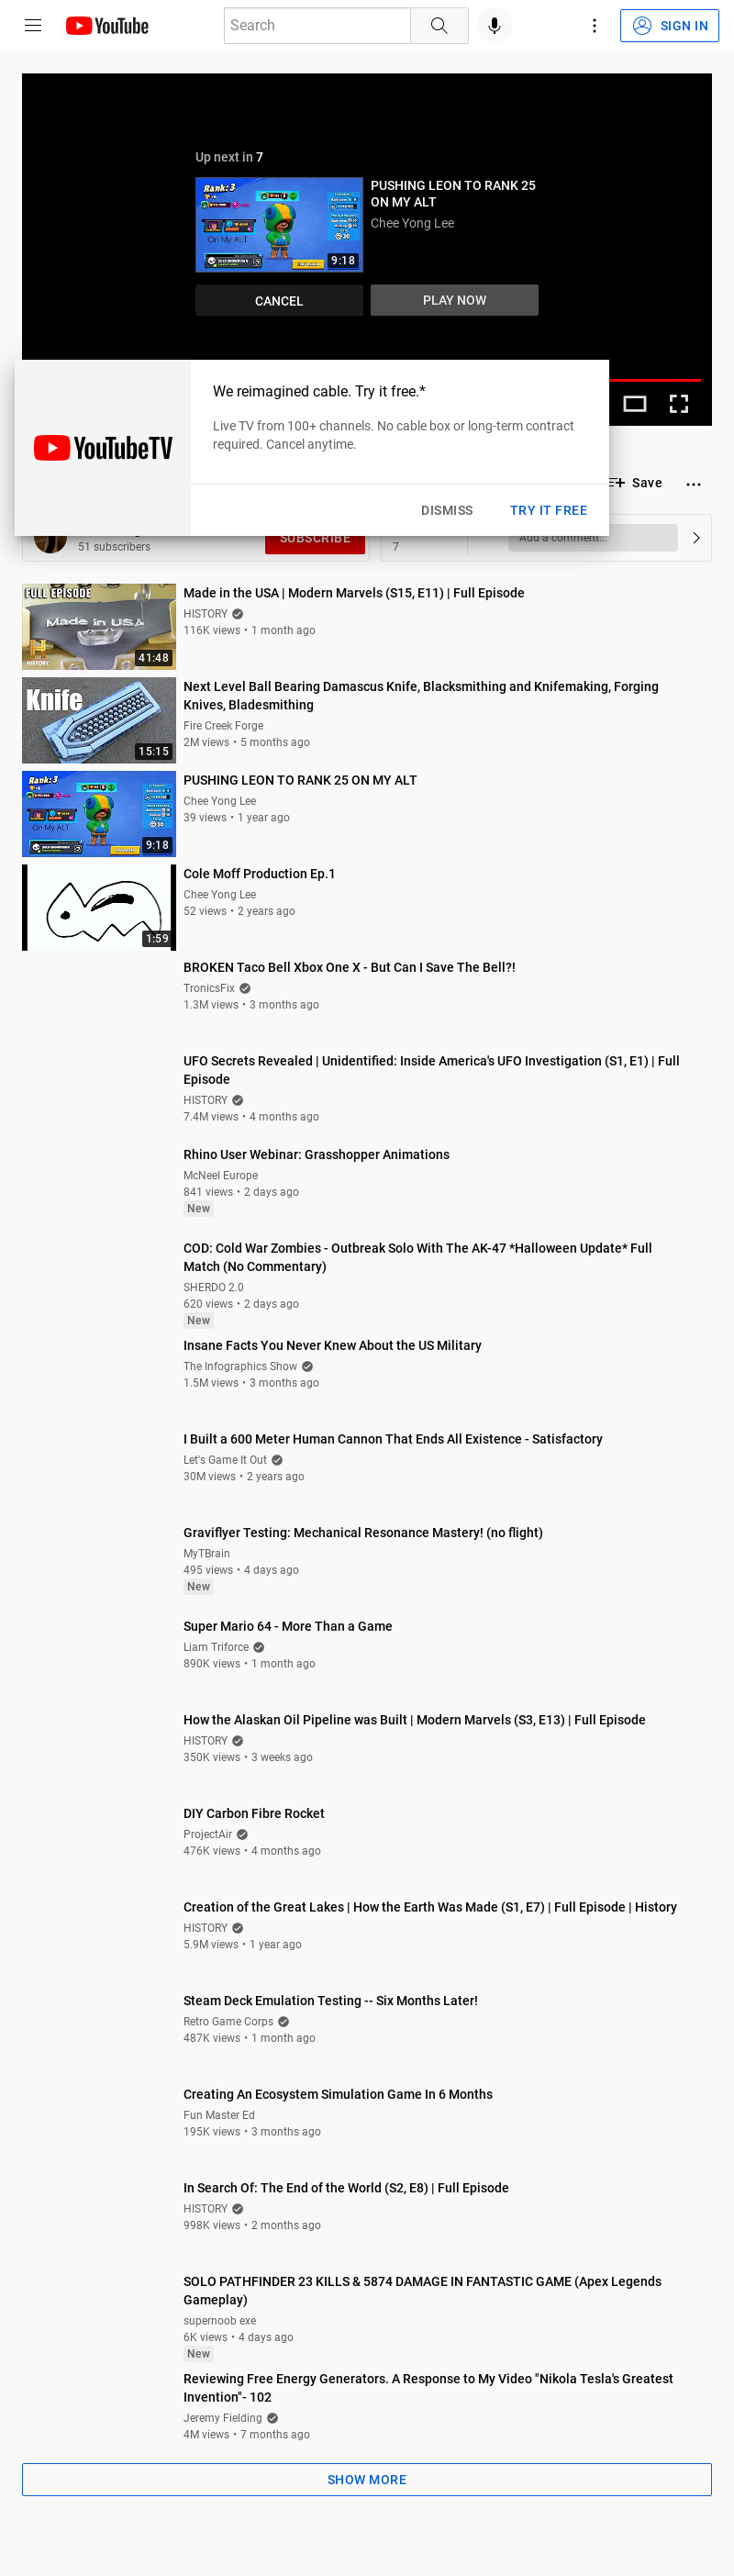 YouTube
Search
SIGN IN
Up next in 7
PUSHING LEON TO RANK 25
ON MY ALT
Chee Yong Lee
Rank: 3
On My ALT
9:18
CANCEL
PLAY NOW
YouTubeTV
We reimagined cable. Try it free.*
Live TV from 100+ channels. No cable box or long-term contract
required. Cancel anytime.
DISMISS
TRY IT FREE
Save
51 subscribers
SUBSCRIBE
7
Add a comment...
FULL EPISODE
Made in USA
HISTORY
41:48
Made in the USA | Modern Marvels (S15, E11) | Full Episode
HISTORY
116K views • 1 month ago
Knife
15:15
Next Level Ball Bearing Damascus Knife, Blacksmithing and Knifemaking, Forging
Knives, Bladesmithing
Fire Creek Forge
2M views • 5 months ago
Rank: 3
On My ALT
9:18
PUSHING LEON TO RANK 25 ON MY ALT
Chee Yong Lee
39 views • 1 year ago
1:59
Cole Moff Production Ep.1
Chee Yong Lee
52 views • 2 years ago
BROKEN Taco Bell Xbox One X - But Can I Save The Bell?!
TronicsFix
1.3M views • 3 months ago
UFO Secrets Revealed | Unidentified: Inside America's UFO Investigation (S1, E1) | Full
Episode
HISTORY
7.4M views • 4 months ago
Rhino User Webinar: Grasshopper Animations
McNeel Europe
841 views • 2 days ago
New
COD: Cold War Zombies - Outbreak Solo With The AK-47 *Halloween Update* Full
Match (No Commentary)
SHERDO 2.0
620 views • 2 days ago
New
Insane Facts You Never Knew About the US Military
The Infographics Show
1.5M views • 3 months ago
I Built a 600 Meter Human Cannon That Ends All Existence - Satisfactory
Let's Game It Out
30M views • 2 years ago
Graviflyer Testing: Mechanical Resonance Mastery! (no flight)
MyTBrain
495 views • 4 days ago
New
Super Mario 64 - More Than a Game
Liam Triforce
890K views • 1 month ago
How the Alaskan Oil Pipeline was Built | Modern Marvels (S3, E13) | Full Episode
HISTORY
350K views • 3 weeks ago
DIY Carbon Fibre Rocket
ProjectAir
476K views • 4 months ago
Creation of the Great Lakes | How the Earth Was Made (S1, E7) | Full Episode | History
HISTORY
5.9M views • 1 year ago
Steam Deck Emulation Testing -- Six Months Later!
Retro Game Corps
487K views • 1 month ago
Creating An Ecosystem Simulation Game In 6 Months
Fun Master Ed
195K views • 3 months ago
In Search Of: The End of the World (S2, E8) | Full Episode
HISTORY
998K views • 2 months ago
SOLO PATHFINDER 23 KILLS & 5874 DAMAGE IN FANTASTIC GAME (Apex Legends
Gameplay)
supernoob exe
6K views • 4 days ago
New
Reviewing Free Energy Generators. A Response to My Video "Nikola Tesla's Greatest
Invention"- 102
Jeremy Fielding
4M views • 7 months ago
SHOW MORE